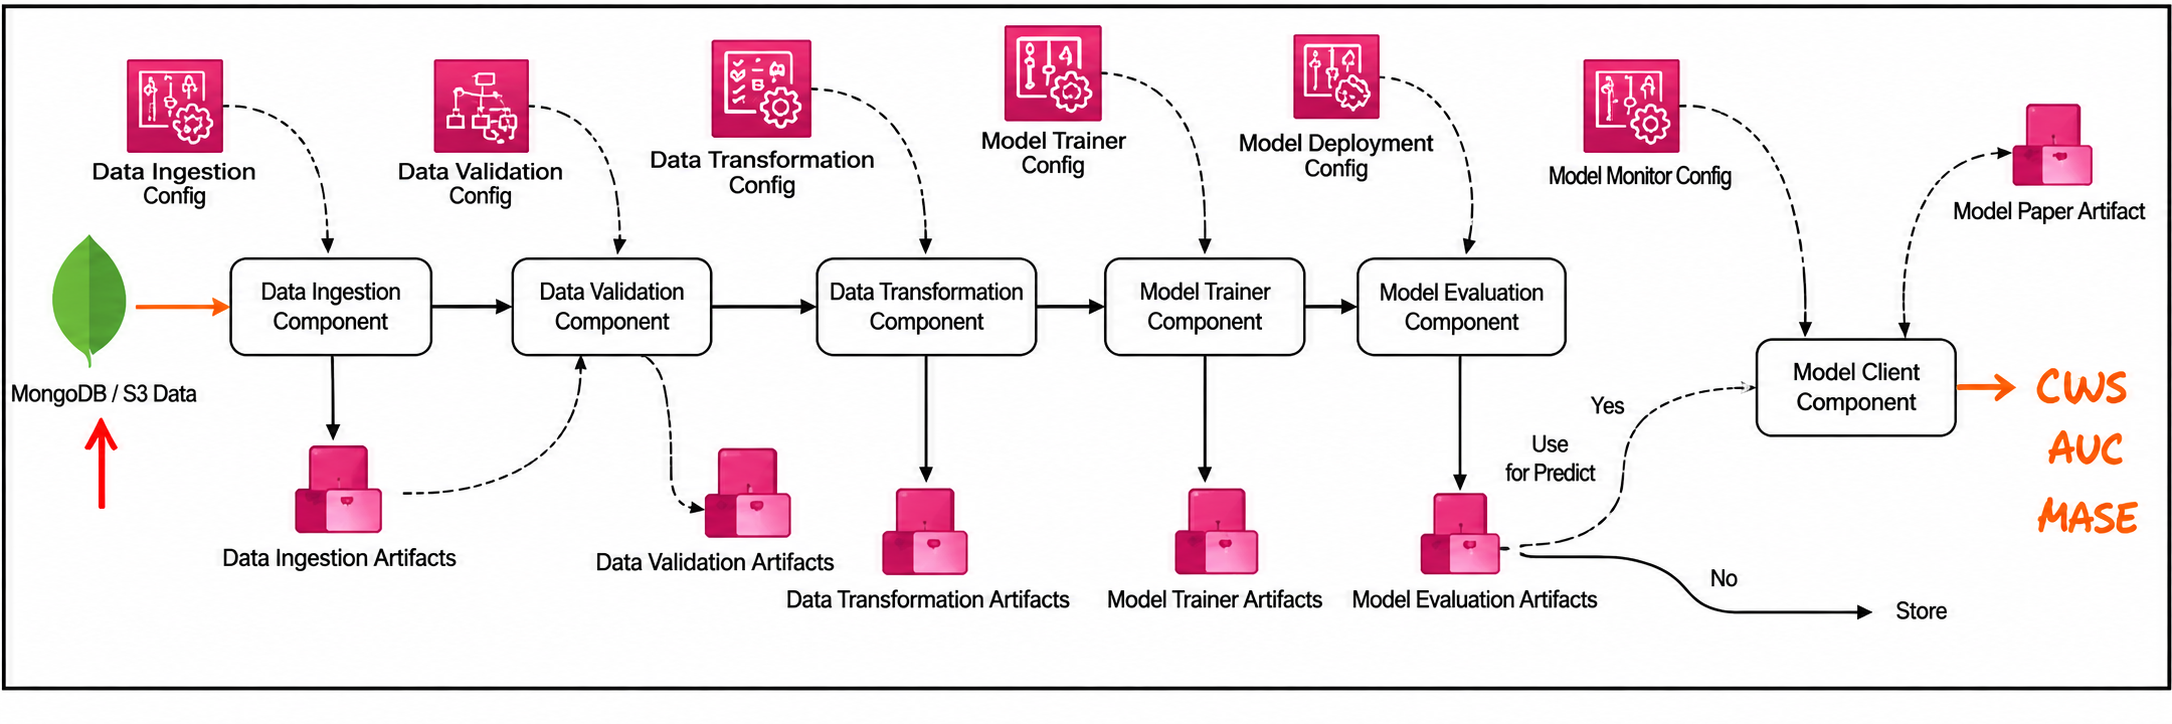 Data Ingestion
Config
Data Validation
Config
Data Transformation
Config
Model Trainer
Config
Model Deployment
Config
Model Monitor Config
Model Paper Artifact
MongoDB / S3 Data
Data Ingestion
Component
Data Validation
Component
Data Transformation
Component
Model Trainer
Component
Model Evaluation
Component
Model Client
Component
CWS
AUC
MASE
Yes
Use
for Predict
No
Store
Data Ingestion Artifacts
Data Validation Artifacts
Data Transformation Artifacts
Model Trainer Artifacts
Model Evaluation Artifacts